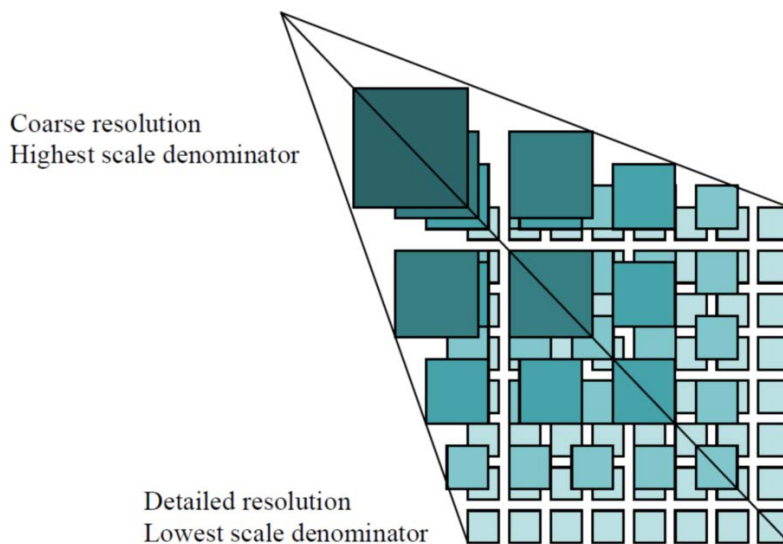 Coarse resolution
Highest scale denominator
Detailed resolution
Lowest scale denominator